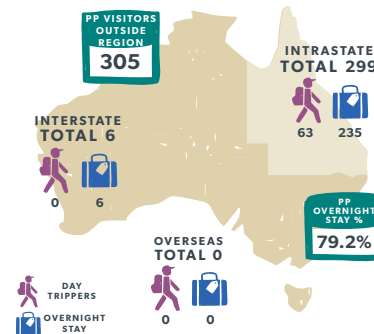 PP VISITORS
OUTSIDE
REGION
305
INTRASTATE
TOTAL 299
63 235
INTERSTATE
TOTAL 6
0 6
PP
OVERNIGHT
STAY %
79.2%
OVERSEAS
TOTAL 0
0 0
DAY
TRIPPERS
OVERNIGHT
STAY